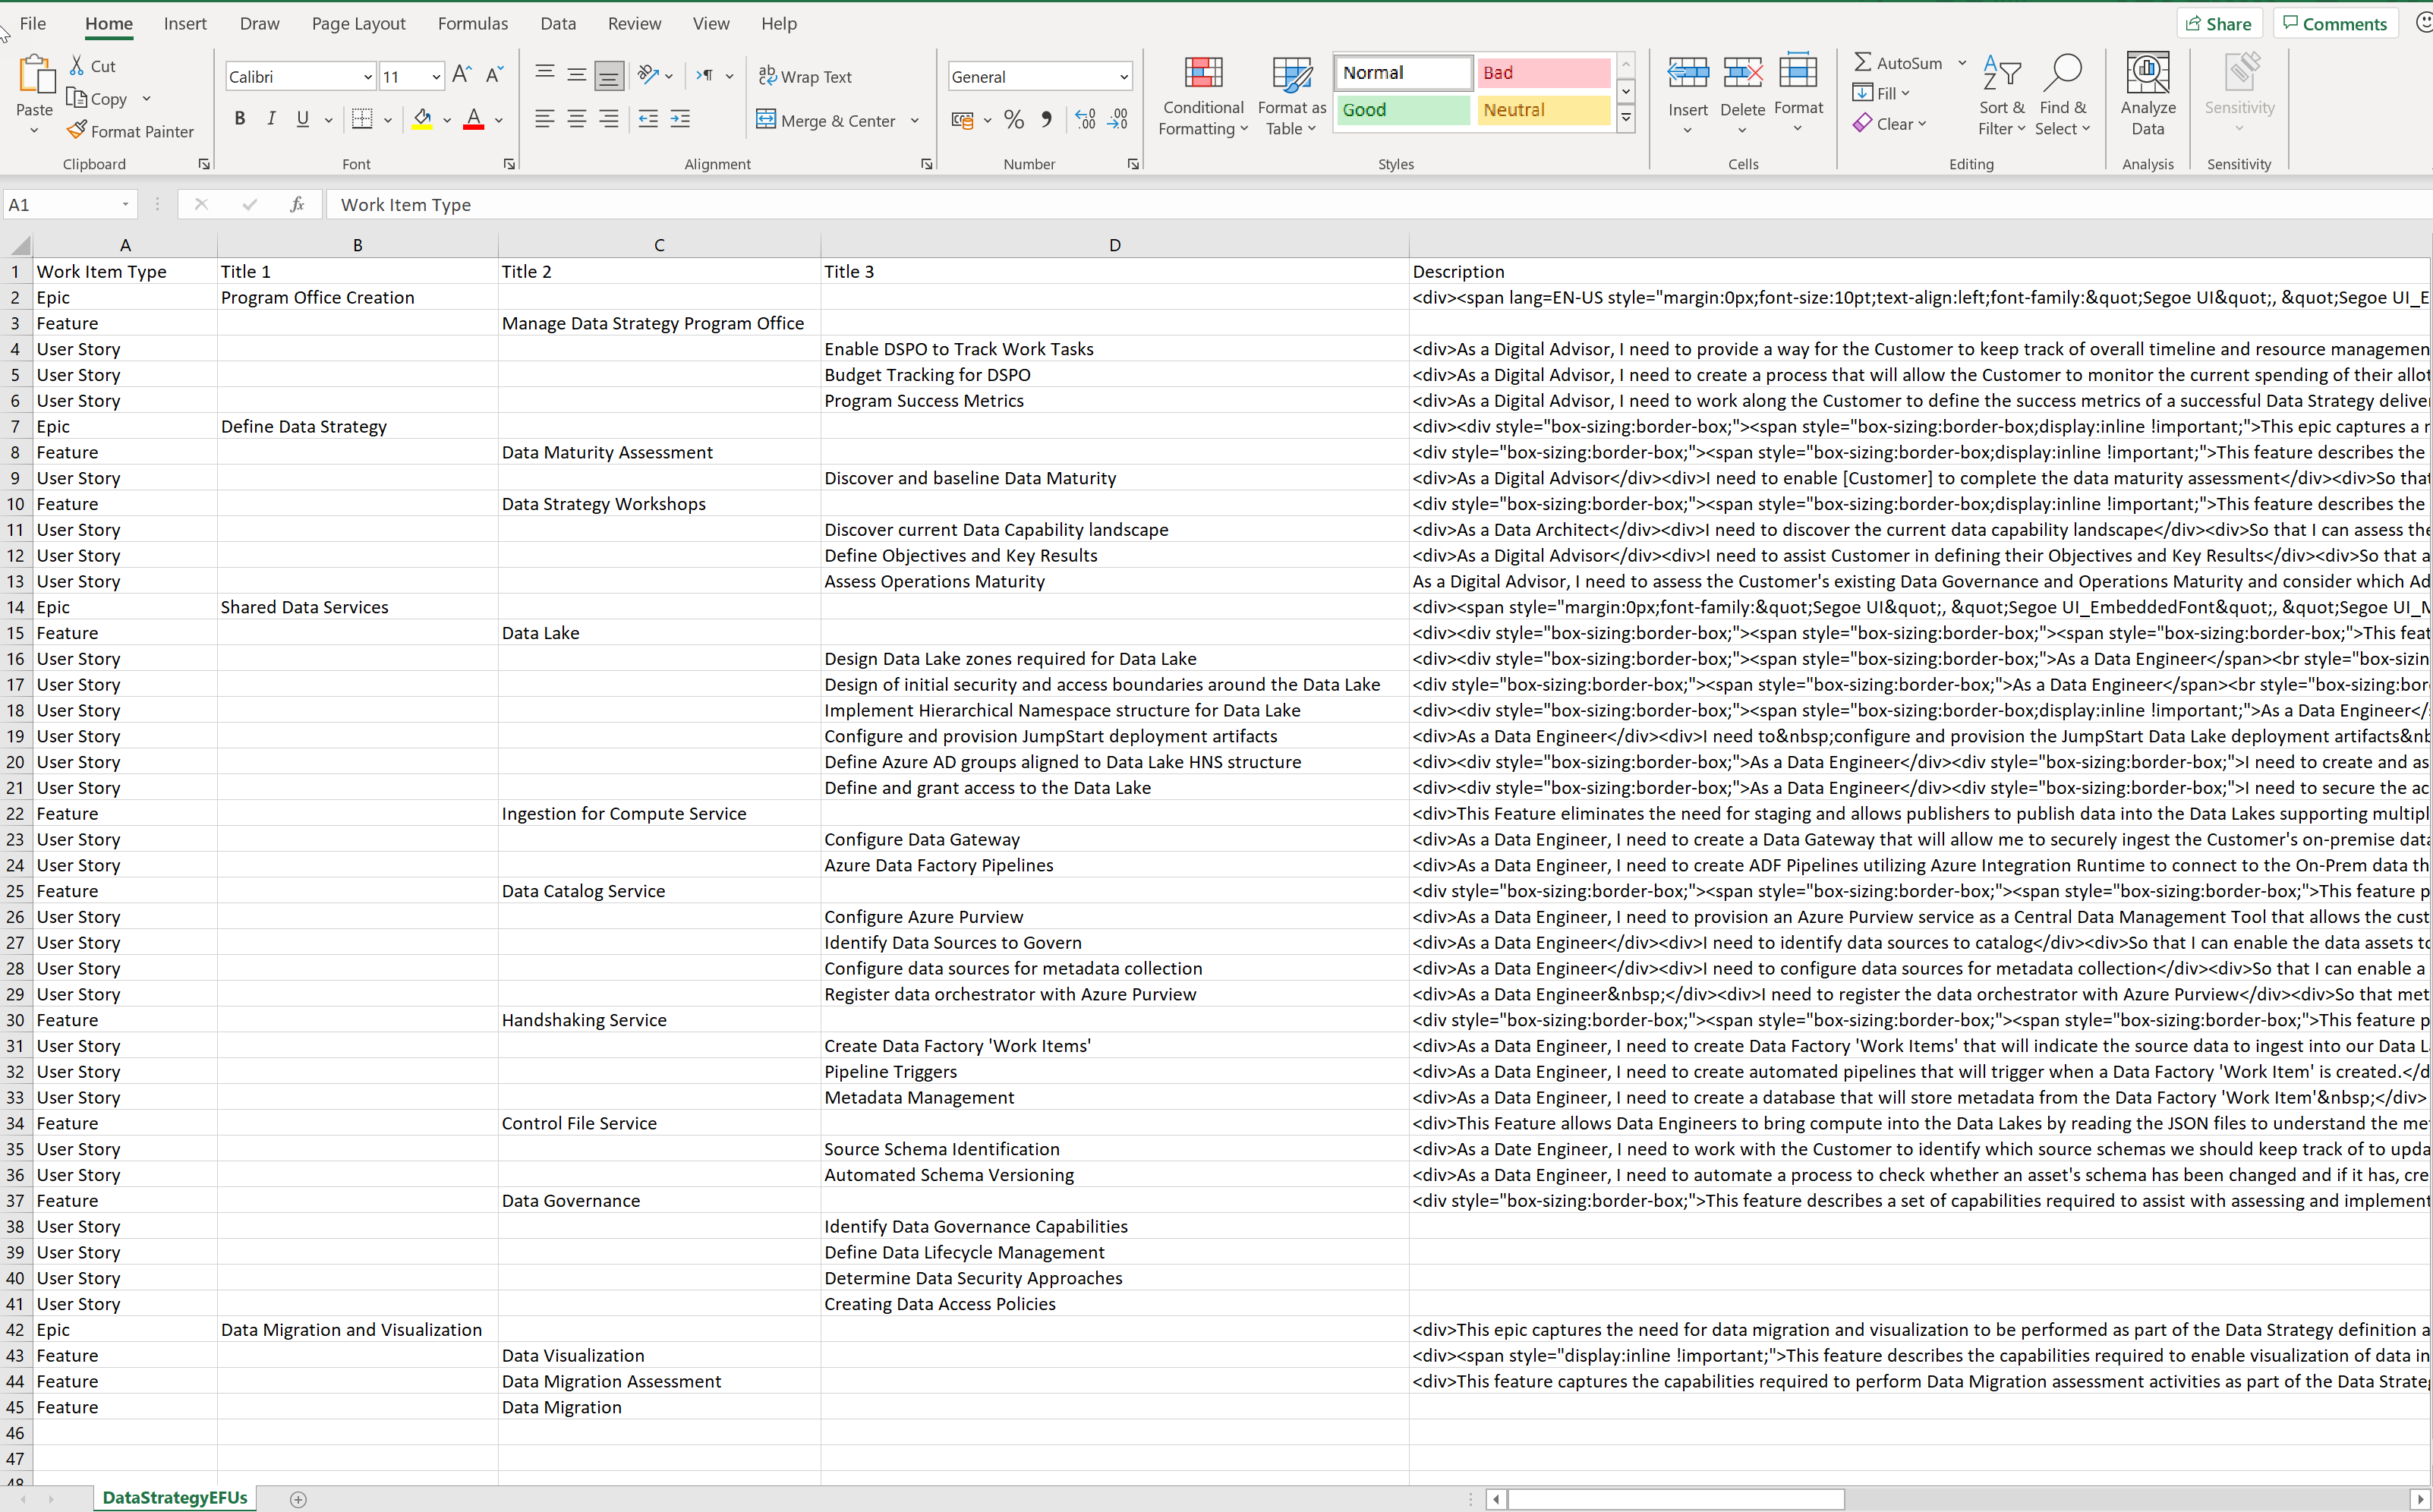 File Home Insert Draw Page Layout Formulas Data Review View Help Share Comments
Paste Cut Copy Format Painter Clipboard
Calibri 11 A A B I U A Font
Wrap Text Merge & Center Alignment
General % Number
Conditional Formatting Format as Table Normal Bad Good Neutral Styles
Insert Delete Format Cells
AutoSum Fill Clear Sort & Filter Find & Select Editing
Analyze Data Analysis
Sensitivity Sensitivity
A1 fx Work Item Type
A B C D
1 Work Item Type Title 1 Title 2 Title 3 Description
2 Epic Program Office Creation <div><span lang=EN-US style="margin:0px;font-size:10pt;text-align:left;font-family:&quot;Segoe UI&quot;, &quot;Segoe UI_E
3 Feature Manage Data Strategy Program Office
4 User Story Enable DSPO to Track Work Tasks <div>As a Digital Advisor, I need to provide a way for the Customer to keep track of overall timeline and resource managemen
5 User Story Budget Tracking for DSPO <div>As a Digital Advisor, I need to create a process that will allow the Customer to monitor the current spending of their allot
6 User Story Program Success Metrics <div>As a Digital Advisor, I need to work along the Customer to define the success metrics of a successful Data Strategy delive
7 Epic Define Data Strategy <div><div style="box-sizing:border-box;"><span style="box-sizing:border-box;display:inline !important;">This epic captures a
8 Feature Data Maturity Assessment <div style="box-sizing:border-box;"><span style="box-sizing:border-box;display:inline !important;">This feature describes the
9 User Story Discover and baseline Data Maturity <div>As a Digital Advisor</div><div>I need to enable [Customer] to complete the data maturity assessment</div><div>So that
10 Feature Data Strategy Workshops <div style="box-sizing:border-box;"><span style="box-sizing:border-box;display:inline !important;">This feature describes the
11 User Story Discover current Data Capability landscape <div>As a Data Architect</div><div>I need to discover the current data capability landscape</div><div>So that I can assess the
12 User Story Define Objectives and Key Results <div>As a Digital Advisor</div><div>I need to assist Customer in defining their Objectives and Key Results</div><div>So that a
13 User Story Assess Operations Maturity As a Digital Advisor, I need to assess the Customer's existing Data Governance and Operations Maturity and consider which Ad
14 Epic Shared Data Services <div><span style="margin:0px;font-family:&quot;Segoe UI&quot;, &quot;Segoe UI_EmbeddedFont&quot;, &quot;Segoe UI_M
15 Feature Data Lake <div><div style="box-sizing:border-box;"><span style="box-sizing:border-box;"><span style="box-sizing:border-box;">This feat
16 User Story Design Data Lake zones required for Data Lake <div><div style="box-sizing:border-box;"><span style="box-sizing:border-box;">As a Data Engineer</span><br style="box-sizin
17 User Story Design of initial security and access boundaries around the Data Lake <div style="box-sizing:border-box;"><span style="box-sizing:border-box;">As a Data Engineer</span><br style="box-sizing:bor
18 User Story Implement Hierarchical Namespace structure for Data Lake <div><div style="box-sizing:border-box;"><span style="box-sizing:border-box;display:inline !important;">As a Data Engineer</
19 User Story Configure and provision JumpStart deployment artifacts <div>As a Data Engineer</div><div>I need to&nbsp;configure and provision the JumpStart Data Lake deployment artifacts&nb
20 User Story Define Azure AD groups aligned to Data Lake HNS structure <div><div style="box-sizing:border-box;">As a Data Engineer</div><div style="box-sizing:border-box;">I need to create and as
21 User Story Define and grant access to the Data Lake <div><div style="box-sizing:border-box;">As a Data Engineer</div><div style="box-sizing:border-box;">I need to secure the ac
22 Feature Ingestion for Compute Service <div>This Feature eliminates the need for staging and allows publishers to publish data into the Data Lakes supporting multipl
23 User Story Configure Data Gateway <div>As a Data Engineer, I need to create a Data Gateway that will allow me to securely ingest the Customer's on-premise data
24 User Story Azure Data Factory Pipelines <div>As a Data Engineer, I need to create ADF Pipelines utilizing Azure Integration Runtime to connect to the On-Prem data th
25 Feature Data Catalog Service <div style="box-sizing:border-box;"><span style="box-sizing:border-box;"><span style="box-sizing:border-box;">This feature p
26 User Story Configure Azure Purview <div>As a Data Engineer, I need to provision an Azure Purview service as a Central Data Management Tool that allows the cust
27 User Story Identify Data Sources to Govern <div>As a Data Engineer</div><div>I need to identify data sources to catalog</div><div>So that I can enable the data assets to
28 User Story Configure data sources for metadata collection <div>As a Data Engineer</div><div>I need to configure data sources for metadata collection</div><div>So that I can enable a
29 User Story Register data orchestrator with Azure Purview <div>As a Data Engineer&nbsp;</div><div>I need to register the data orchestrator with Azure Purview</div><div>So that met
30 Feature Handshaking Service <div style="box-sizing:border-box;"><span style="box-sizing:border-box;"><span style="box-sizing:border-box;">This feature p
31 User Story Create Data Factory 'Work Items' <div>As a Data Engineer, I need to create Data Factory 'Work Items' that will indicate the source data to ingest into our Data L
32 User Story Pipeline Triggers <div>As a Data Engineer, I need to create automated pipelines that will trigger when a Data Factory 'Work Item' is created.</d
33 User Story Metadata Management <div>As a Data Engineer, I need to create a database that will store metadata from the Data Factory 'Work Item'&nbsp;</div>
34 Feature Control File Service <div>This Feature allows Data Engineers to bring compute into the Data Lakes by reading the JSON files to understand the me
35 User Story Source Schema Identification <div>As a Date Engineer, I need to work with the Customer to identify which source schemas we should keep track of to upda
36 User Story Automated Schema Versioning <div>As a Data Engineer, I need to automate a process to check whether an asset's schema has been changed and if it has, cre
37 Feature Data Governance <div style="box-sizing:border-box;">This feature describes a set of capabilities required to assist with assessing and implement
38 User Story Identify Data Governance Capabilities
39 User Story Define Data Lifecycle Management
40 User Story Determine Data Security Approaches
41 User Story Creating Data Access Policies
42 Epic Data Migration and Visualization <div>This epic captures the need for data migration and visualization to be performed as part of the Data Strategy definition a
43 Feature Data Visualization <div><span style="display:inline !important;">This feature describes the capabilities required to enable visualization of data in
44 Feature Data Migration Assessment <div>This feature captures the capabilities required to perform Data Migration assessment activities as part of the Data Strate
45 Feature Data Migration
46
47
48
DataStrategyEFUs